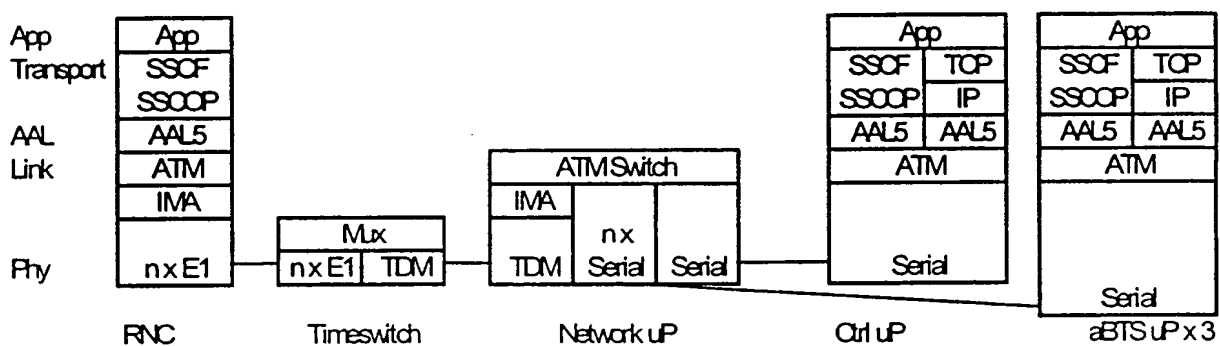 App App App App
Transport SSCF SSCF TCP SSCF TCP
SSCOP SSCOP IP SSCOP IP
AAL AAL5 AAL5 AAL5 AAL5 AAL5
Link ATM ATM Switch ATM ATM
IMA IMA
Mux n x
Phy n x E1 n x E1 TDM TDM Serial Serial Serial
Serial
RNC Timeswitch Network uP Ctrl uP aBTS uP x 3